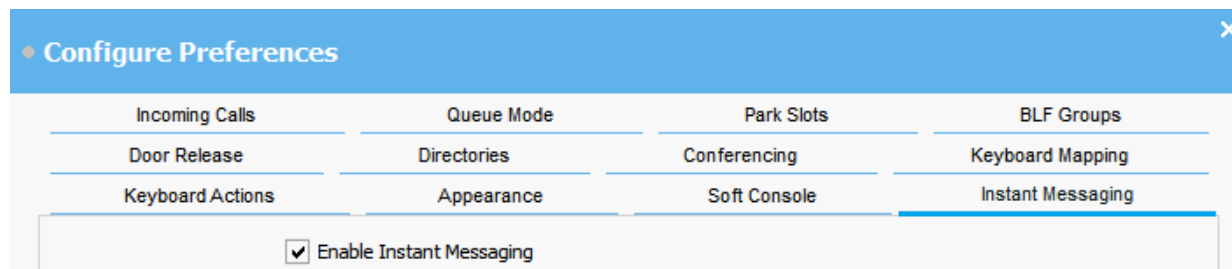 Configure Preferences
Incoming Calls Queue Mode Park Slots BLF Groups
Door Release Directories Conferencing Keyboard Mapping
Keyboard Actions Appearance Soft Console Instant Messaging
Enable Instant Messaging